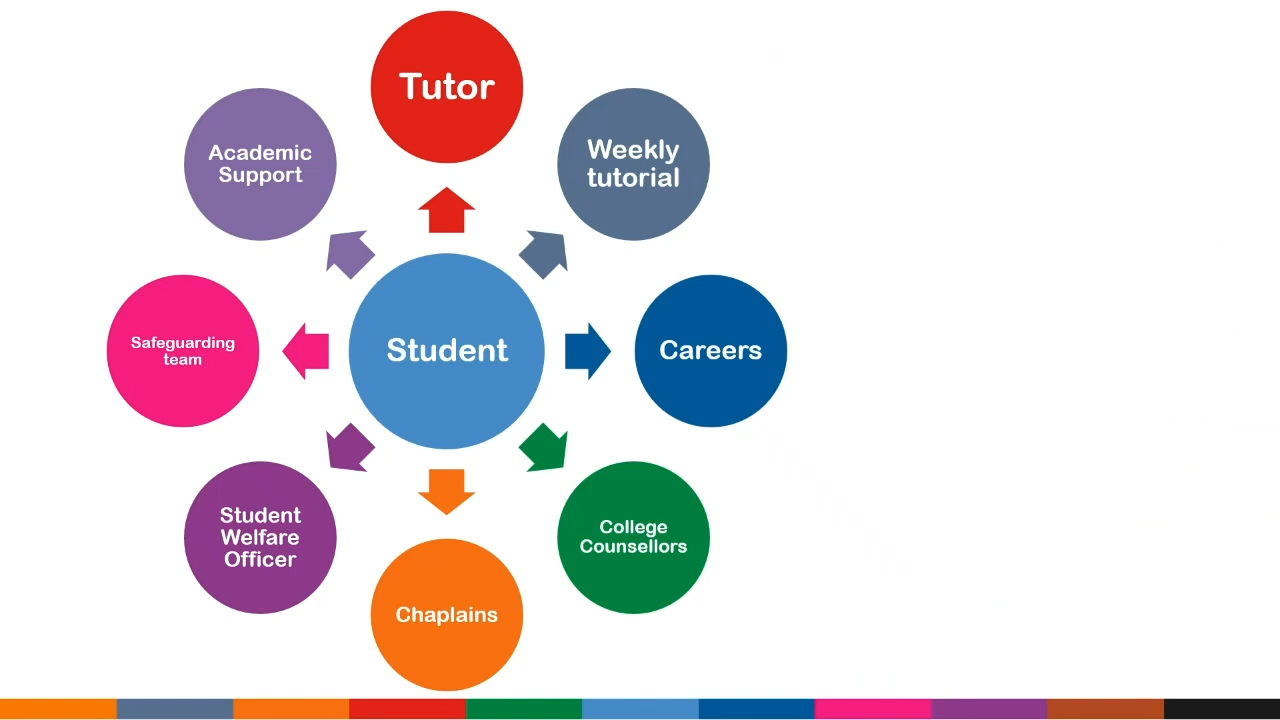 Tutor
Weekly
tutorial
Academic
Support
Student
Careers
Safeguarding
team
College
Counsellors
Student
Welfare
Officer
Chaplains